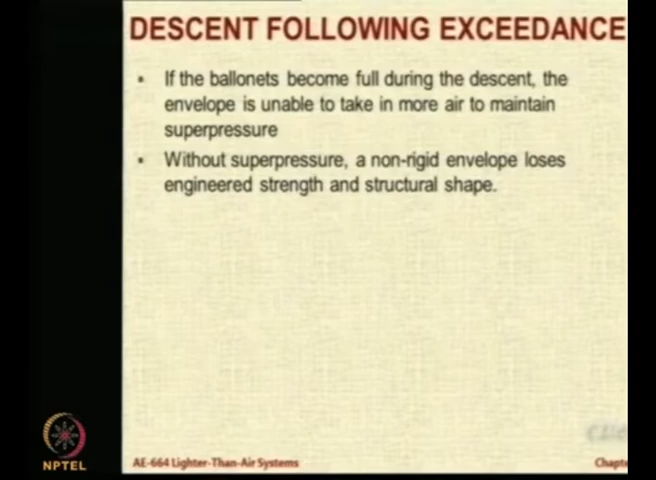 DESCENT FOLLOWING EXCEEDANCE
• If the ballonets become full during the descent, the
envelope is unable to take in more air to maintain
superpressure
• Without superpressure, a non-rigid envelope loses
engineered strength and structural shape.
NPTEL
AE-664 Lighter-Than-Air Systems